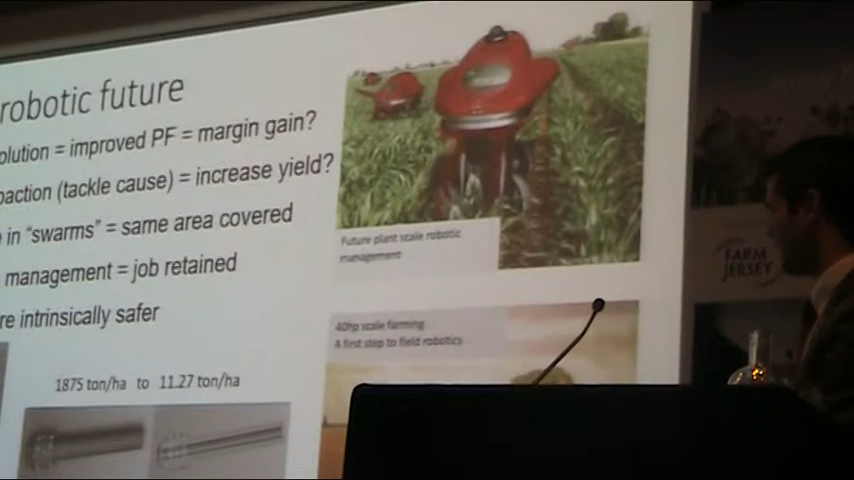 robotic future
olution = improved PF = margin gain?
paction (tackle cause) = increase yield?
in "swarms" = same area covered
management = job retained
re intrinsically safer
1875 ton/ha to 11.27 ton/ha
Future plant scale robotic
management
40hp scale farming
A first step to field robotics
FARM
JERSEY